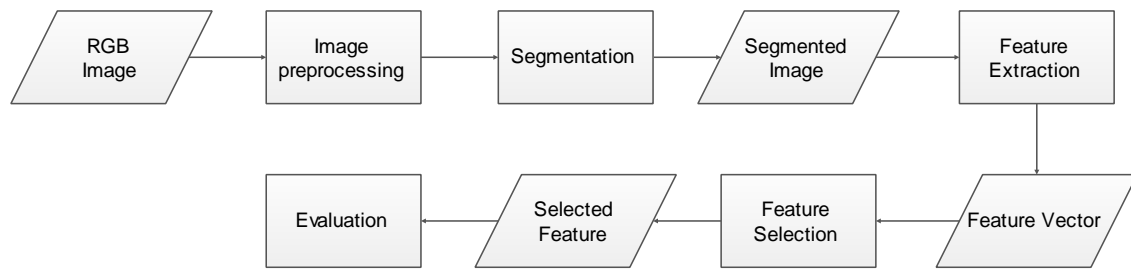 RGB
Image
Image
preprocessing
Segmentation
Segmented
Image
Feature
Extraction
Feature Vector
Feature
Selection
Selected
Feature
Evaluation